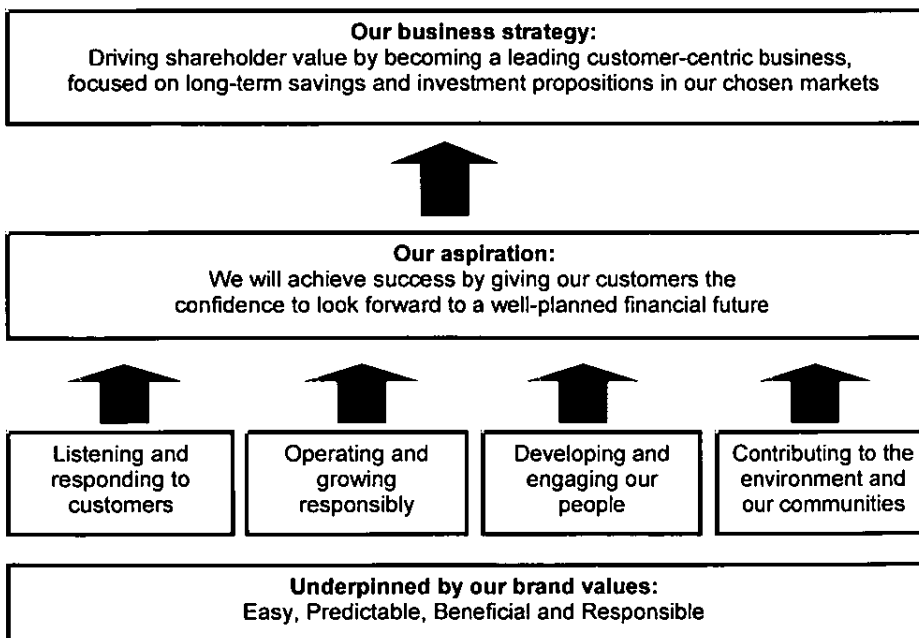 Our business strategy:
Driving shareholder value by becoming a leading customer-centric business,
focused on long-term savings and investment propositions in our chosen markets
Our aspiration:
We will achieve success by giving our customers the
confidence to look forward to a well-planned financial future
Listening and
responding to
customers
Operating and
growing
responsibly
Developing and
engaging our
people
Contributing to the
environment and
our communities
Underpinned by our brand values:
Easy, Predictable, Beneficial and Responsible